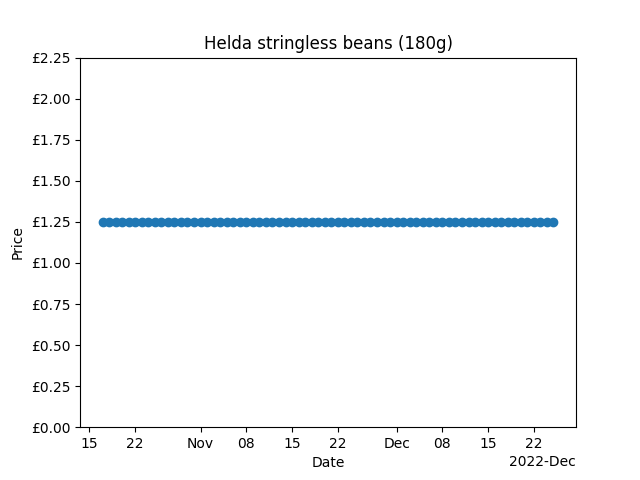 Helda stringless beans (180g)
£2.25
£2.00
£1.75
£1.50
£1.25
£1.00
£0.75
£0.50
£0.25
£0.00
Price
15 22 Nov 08 15 22 Dec 08 15 22
Date
2022-Dec